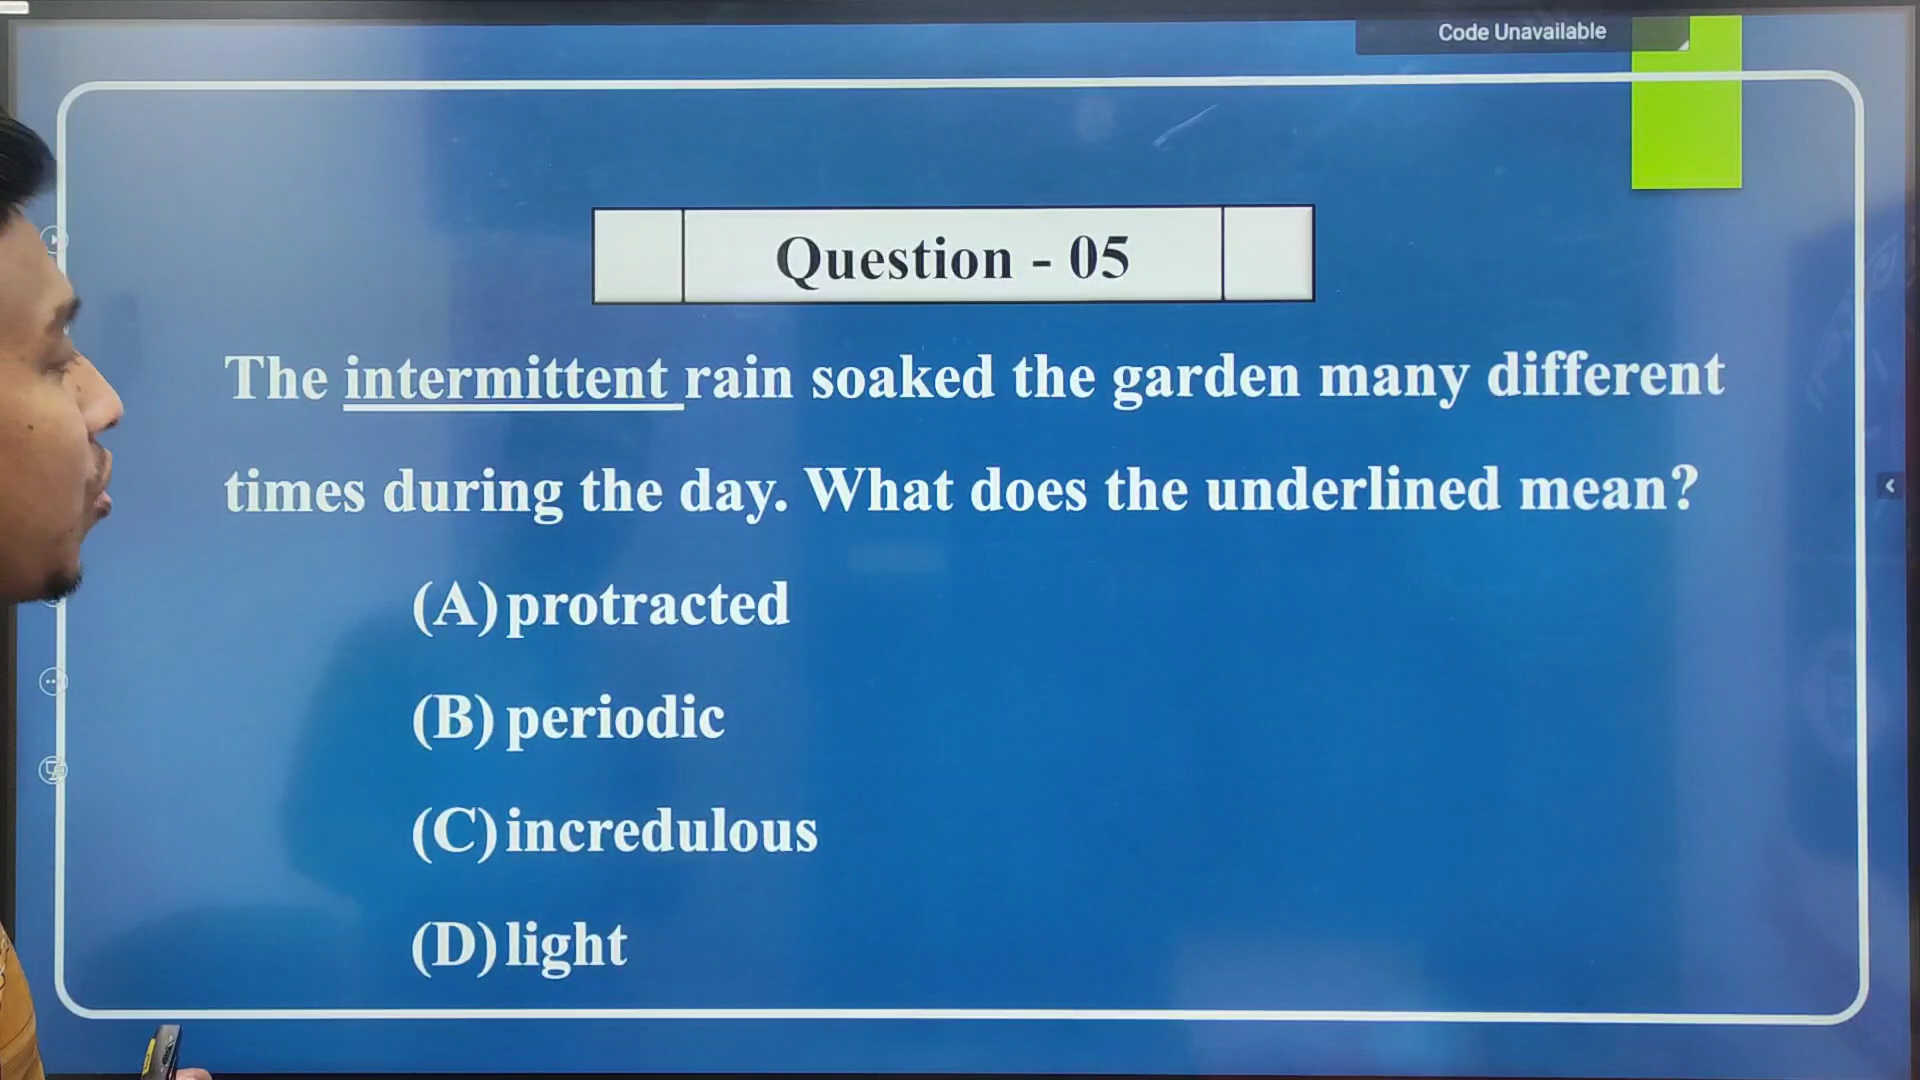 Code Unavailable
Question - 05
The intermittent rain soaked the garden many different
times during the day. What does the underlined mean?
(A) protracted
(B) periodic
(C) incredulous
(D) light